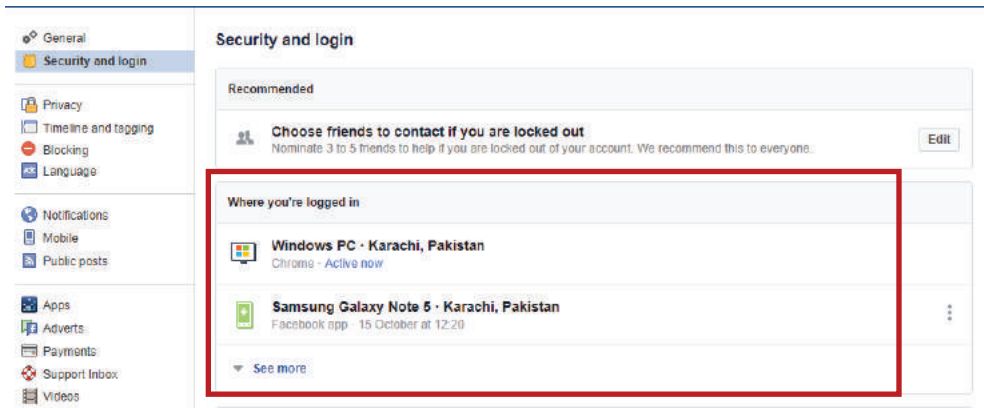 General
Security and login
Privacy
Timeline and tagging
Blocking
Language
Notifications
Mobile
Public posts
Apps
Adverts
Payments
Support Inbox
Videos
Security and login
Recommended
Choose friends to contact if you are locked out
Nominate 3 to 5 friends to help if you are locked out of your account. We recommend this to everyone.
Edit
Where you're logged in
Windows PC · Karachi, Pakistan
Chrome · Active now
Samsung Galaxy Note 5 · Karachi, Pakistan
Facebook app · 15 October at 12:20
See more